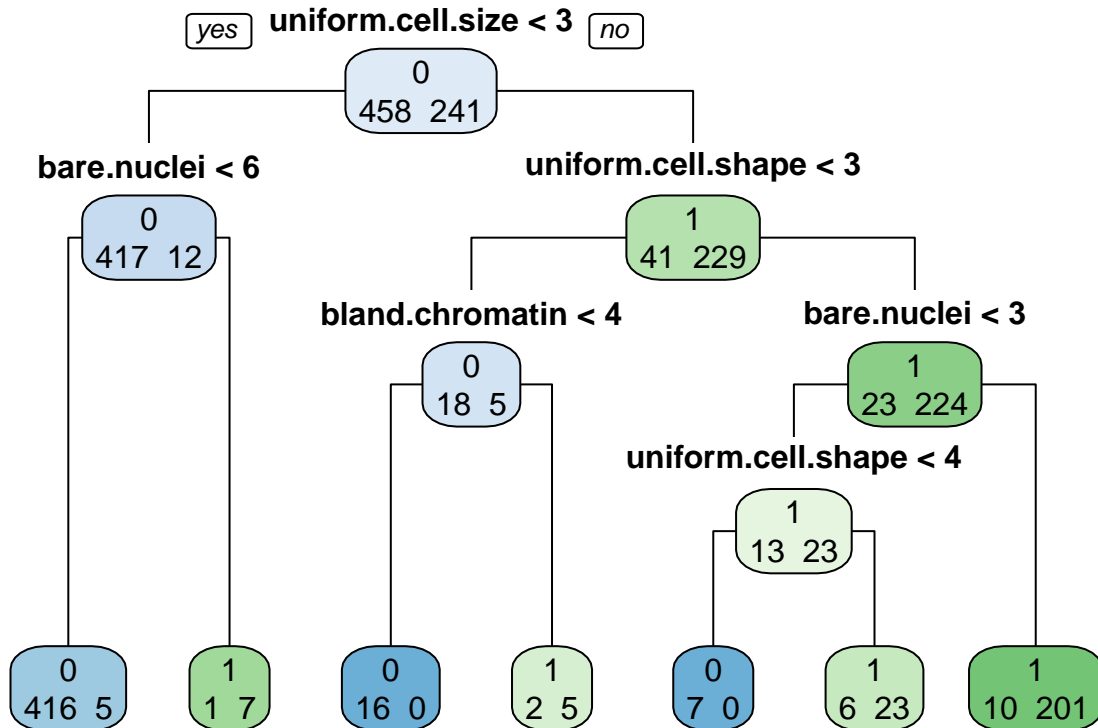 yes uniform.cell.size < 3 no
0
458 241
bare.nuclei < 6 uniform.cell.shape < 3
0 1
417 12 41 229
bland.chromatin < 4 bare.nuclei < 3
0 1
18 5 23 224
uniform.cell.shape < 4
1
13 23
0 1 0 1 0 1 1
416 5 1 7 16 0 2 5 7 0 6 23 10 201